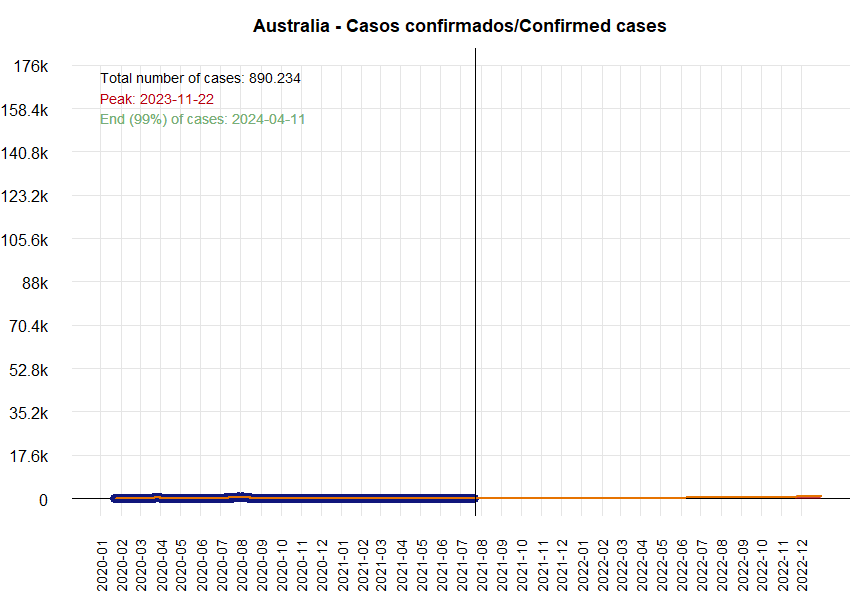 Australia - Casos confirmados/Confirmed cases
176k
158.4k
140.8k
123.2k
105.6k
88k
70.4k
52.8k
35.2k
17.6k
0
Total number of cases: 890.234
Peak: 2023-11-22
End (99%) of cases: 2024-04-11
2020-01
2020-02
2020-03
2020-04
2020-05
2020-06
2020-07
2020-08
2020-09
2020-10
2020-11
2020-12
2021-01
2021-02
2021-03
2021-04
2021-05
2021-06
2021-07
2021-08
2021-09
2021-10
2021-11
2021-12
2022-01
2022-02
2022-03
2022-04
2022-05
2022-06
2022-07
2022-08
2022-09
2022-10
2022-11
2022-12